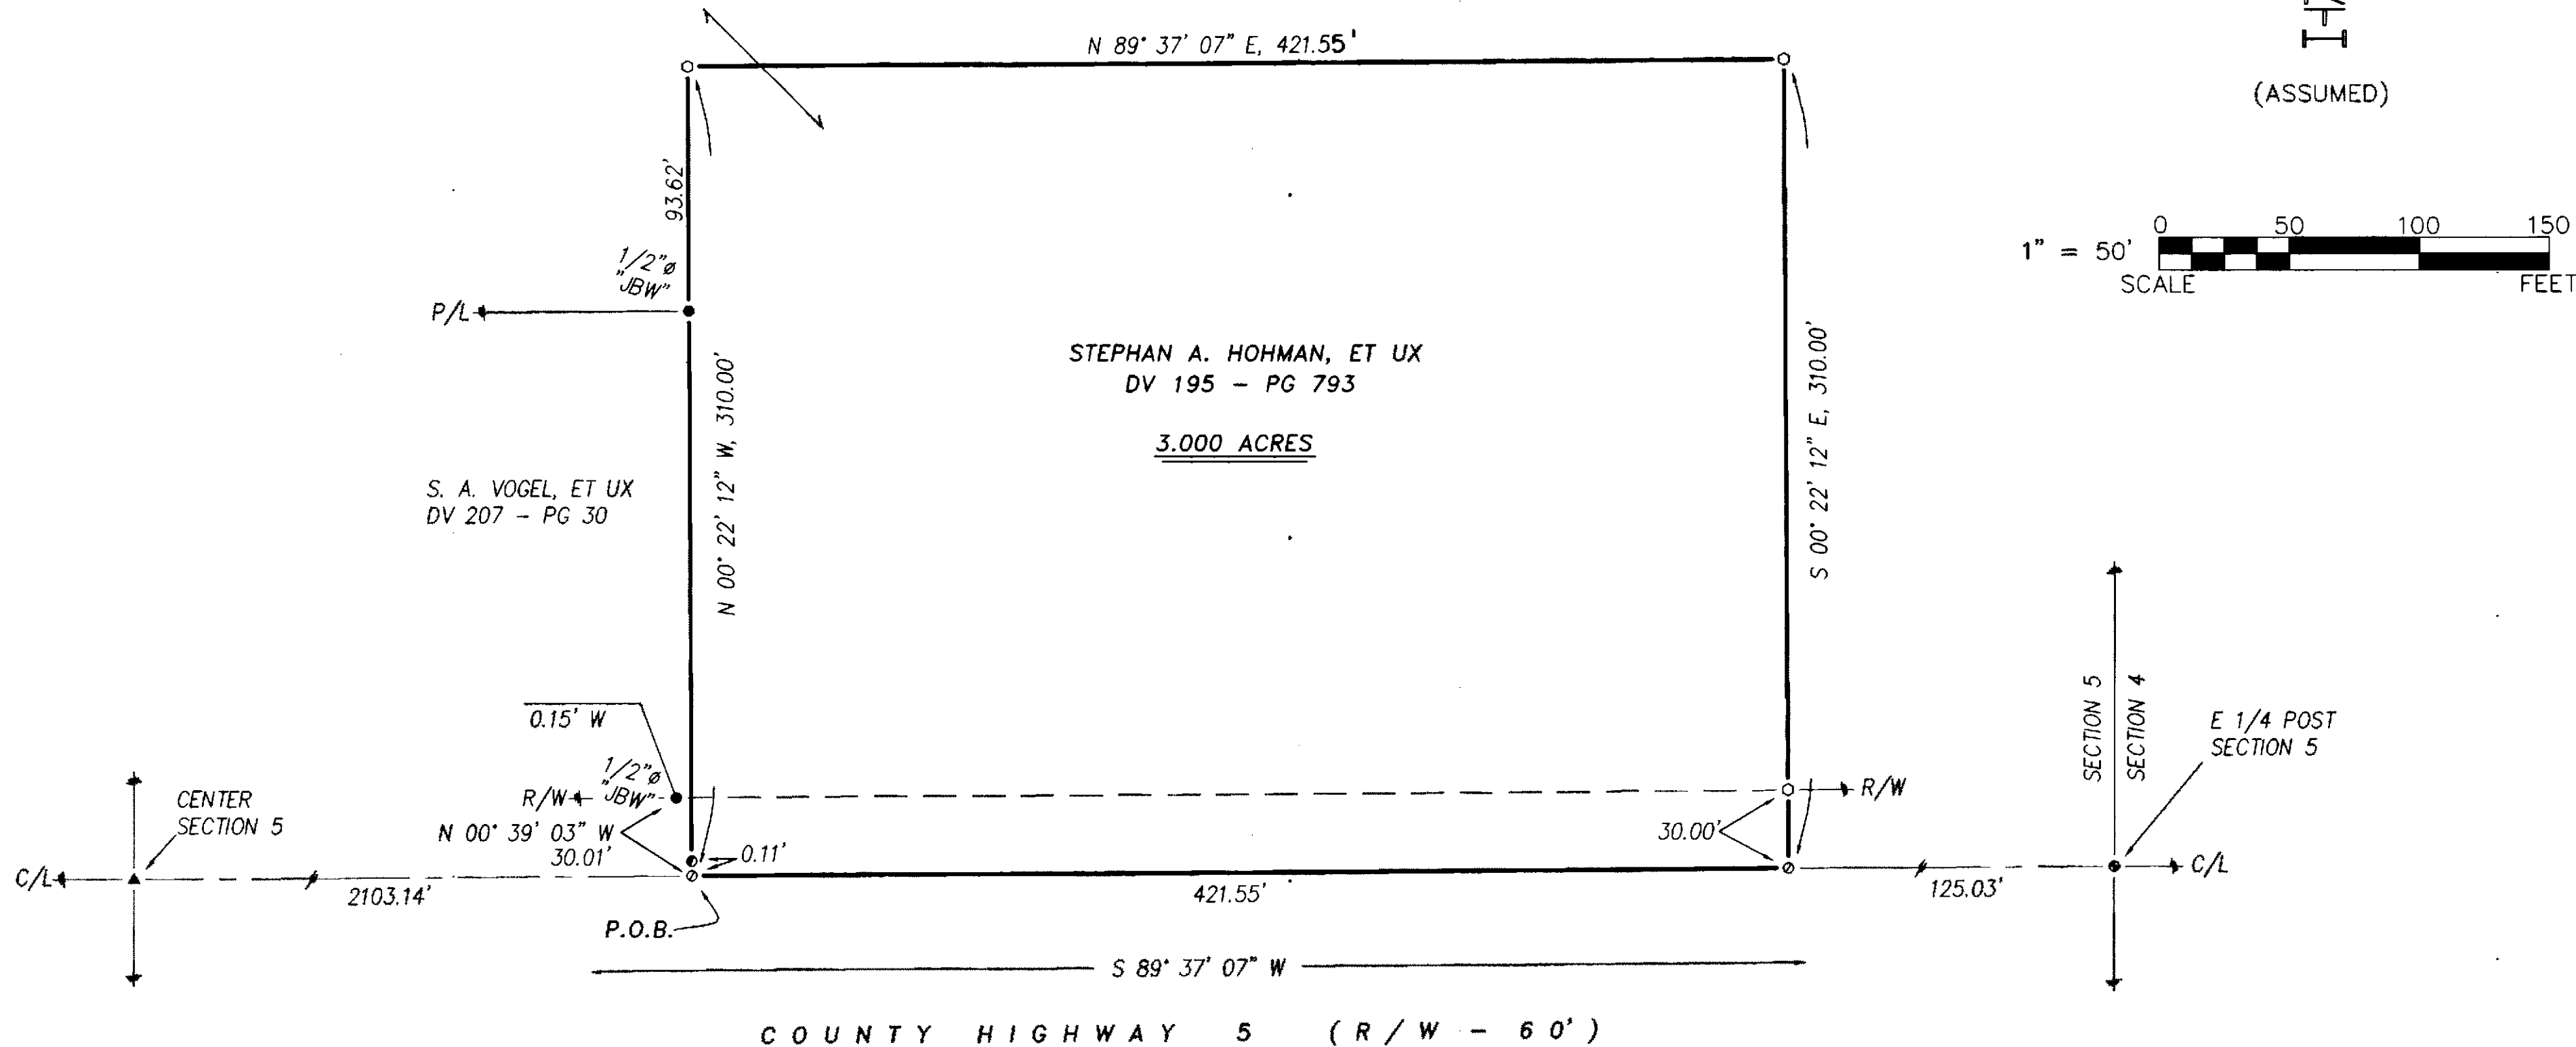 N 89° 37' 07" E, 421.55'
(ASSUMED)
93.62'
1/2"ø
"JBW"
P/L
1" = 50'
0 50 100 150
SCALE FEET
STEPHAN A. HOHMAN, ET UX
DV 195 - PG 793
3.000 ACRES
N 00° 22' 12" W, 310.00'
S 00° 22' 12" E, 310.00'
S. A. VOGEL, ET UX
DV 207 - PG 30
0.15' W
1/2"ø
"JBW"
R/W
R/W
N 00° 39' 03" W
30.01'
0.11'
30.00'
CENTER
SECTION 5
SECTION 5
SECTION 4
E 1/4 POST
SECTION 5
C/L
2103.14'
421.55'
125.03'
C/L
P.O.B.
S 89° 37' 07" W
COUNTY HIGHWAY 5 (R/W - 60')